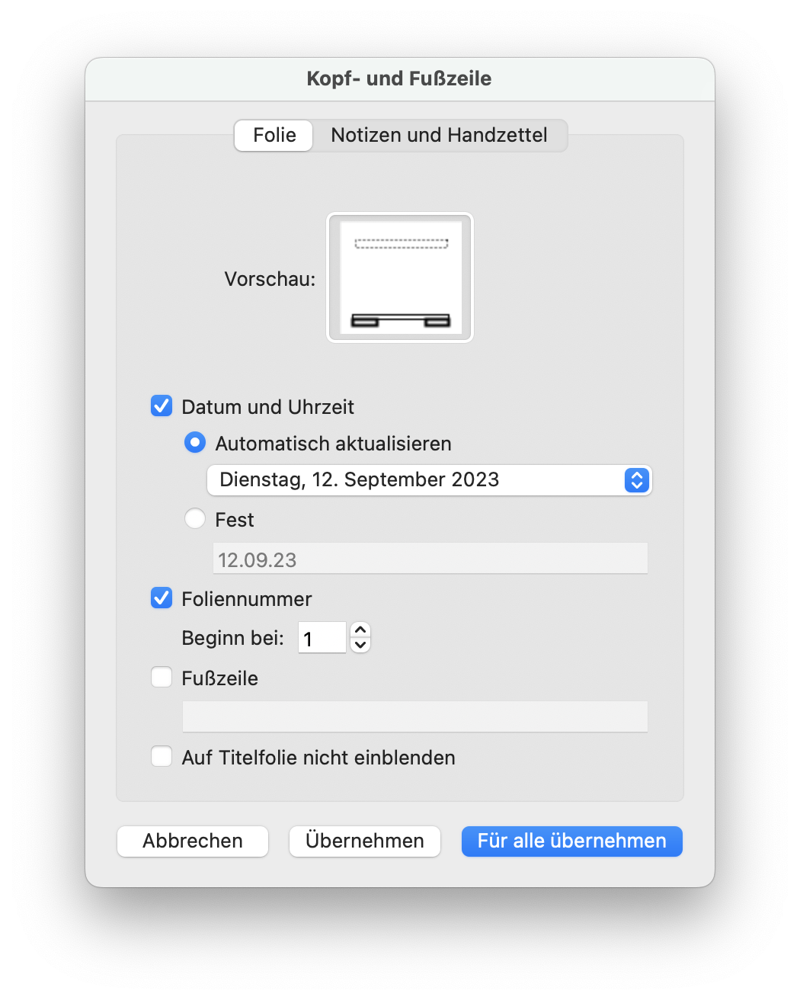 Kopf- und Fußzeile
Folie Notizen und Handzettel
Vorschau:
Datum und Uhrzeit
Automatisch aktualisieren
Dienstag, 12. September 2023
Fest
12.09.23
Foliennummer
Beginn bei: 1
Fußzeile
Auf Titelfolie nicht einblenden
Abbrechen Übernehmen Für alle übernehmen